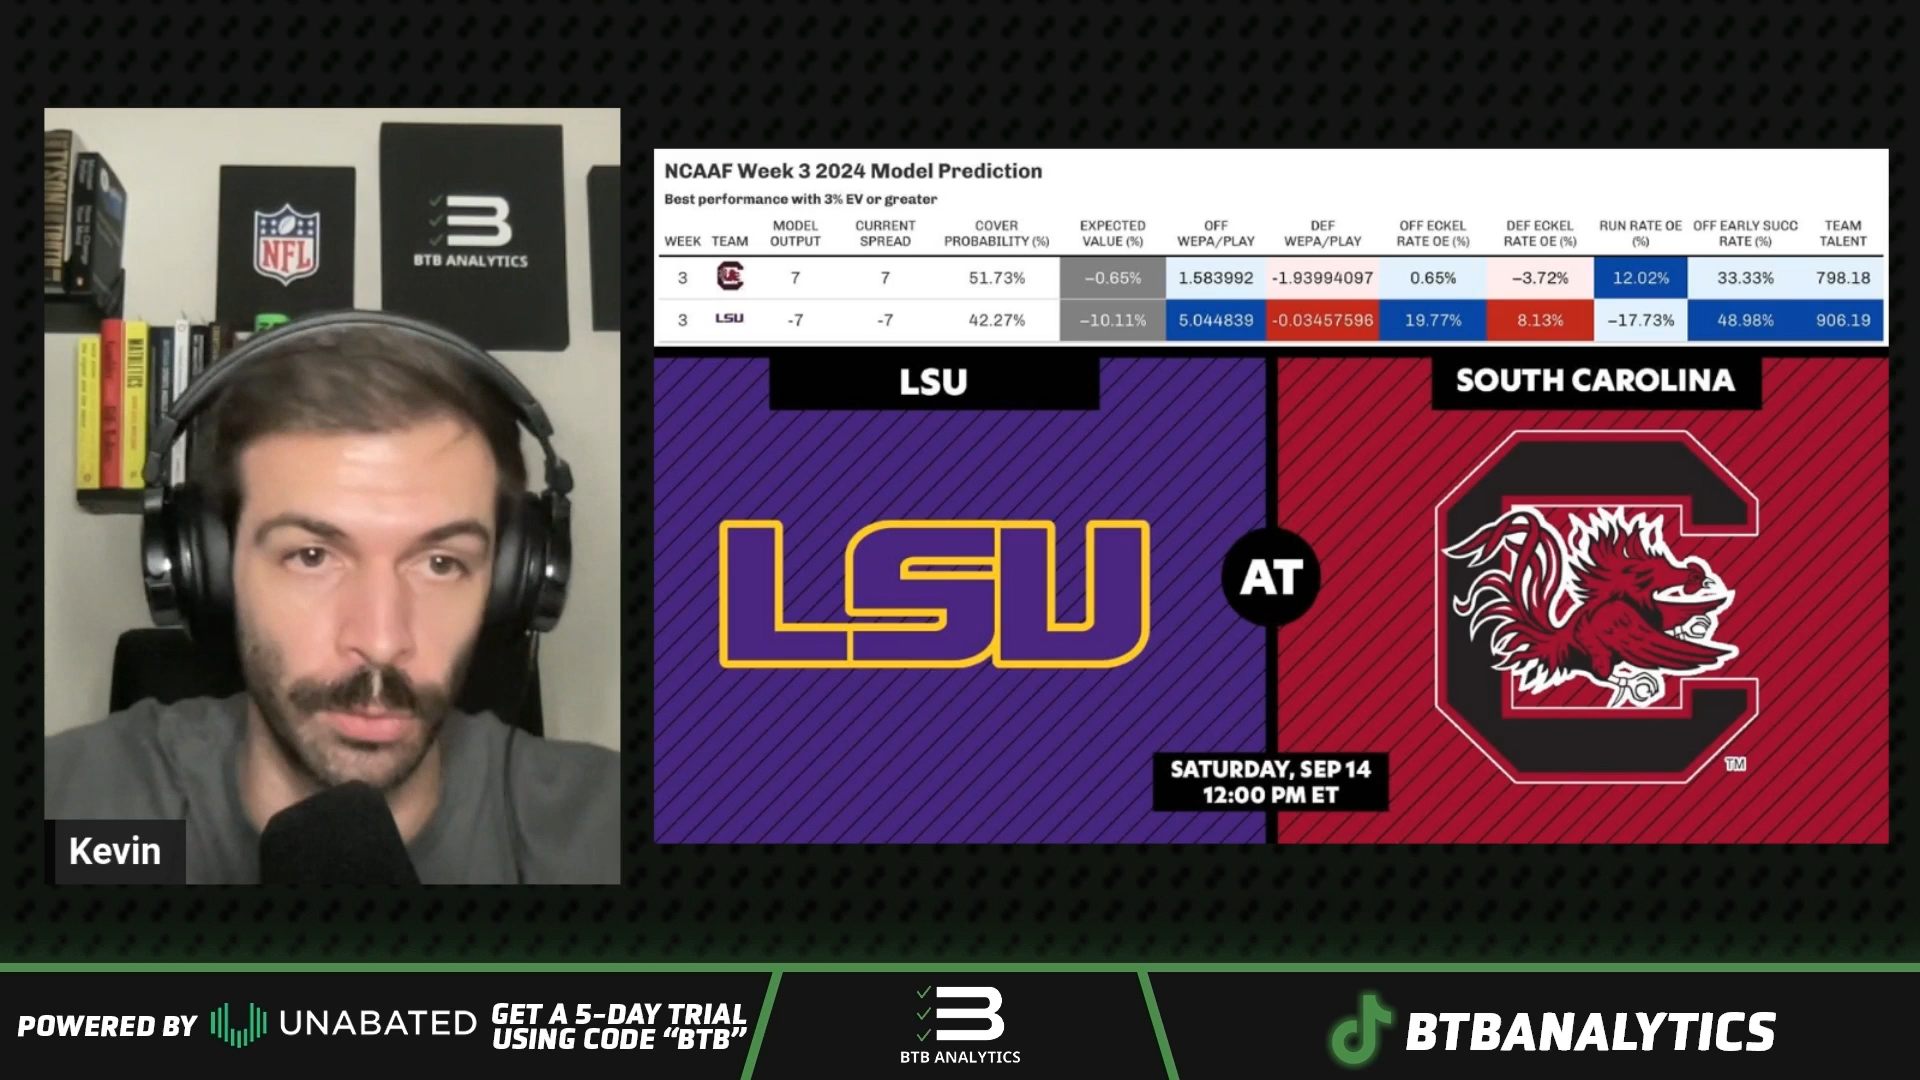 NFL
BTB ANALYTICS
MATHLETICS
Kevin
NCAAF Week 3 2024 Model Prediction
Best performance with 3% EV or greater
WEEK TEAM MODEL OUTPUT CURRENT SPREAD COVER PROBABILITY (%) EXPECTED VALUE (%) OFF WEPA/PLAY DEF WEPA/PLAY OFF ECKEL RATE OE (%) DEF ECKEL RATE OE (%) RUN RATE OE (%) OFF EARLY SUCC RATE (%) TEAM TALENT
3 C 7 7 51.73% −0.65% 1.583992 -1.93994097 0.65% −3.72% 12.02% 33.33% 798.18
3 LSU -7 -7 42.27% −10.11% 5.044839 -0.03457596 19.77% 8.13% −17.73% 48.98% 906.19
LSU
SOUTH CAROLINA
LSU
AT
C
TM
SATURDAY, SEP 14
12:00 PM ET
POWERED BY UNABATED
GET A 5-DAY TRIAL
USING CODE “BTB”
BTB ANALYTICS
BTBANALYTICS